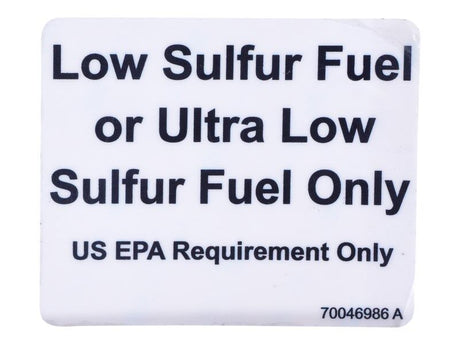 Low Sulfur Fuel
or Ultra Low
Sulfur Fuel Only
US EPA Requirement Only
70046986 A